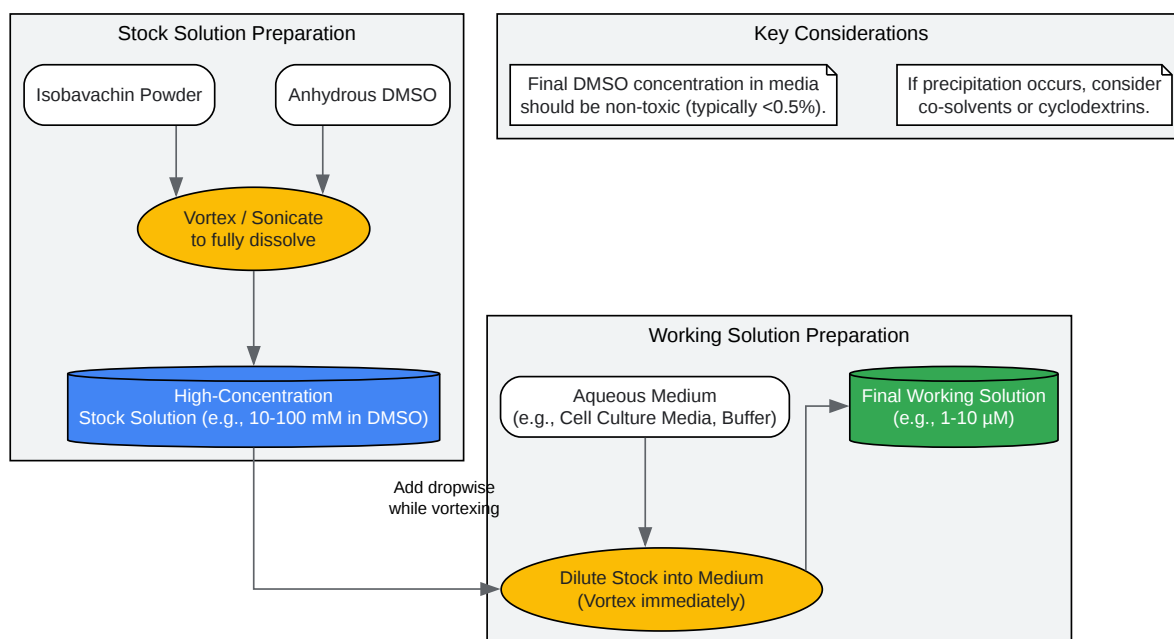 Stock Solution Preparation
Isobavachin Powder
Anhydrous DMSO
Vortex / Sonicate
to fully dissolve
High-Concentration
Stock Solution (e.g., 10-100 mM in DMSO)
Key Considerations
Final DMSO concentration in media
should be non-toxic (typically <0.5%).
If precipitation occurs, consider
co-solvents or cyclodextrins.
Add dropwise
while vortexing
Working Solution Preparation
Aqueous Medium
(e.g., Cell Culture Media, Buffer)
Final Working Solution
(e.g., 1-10 µM)
Dilute Stock into Medium
(Vortex immediately)